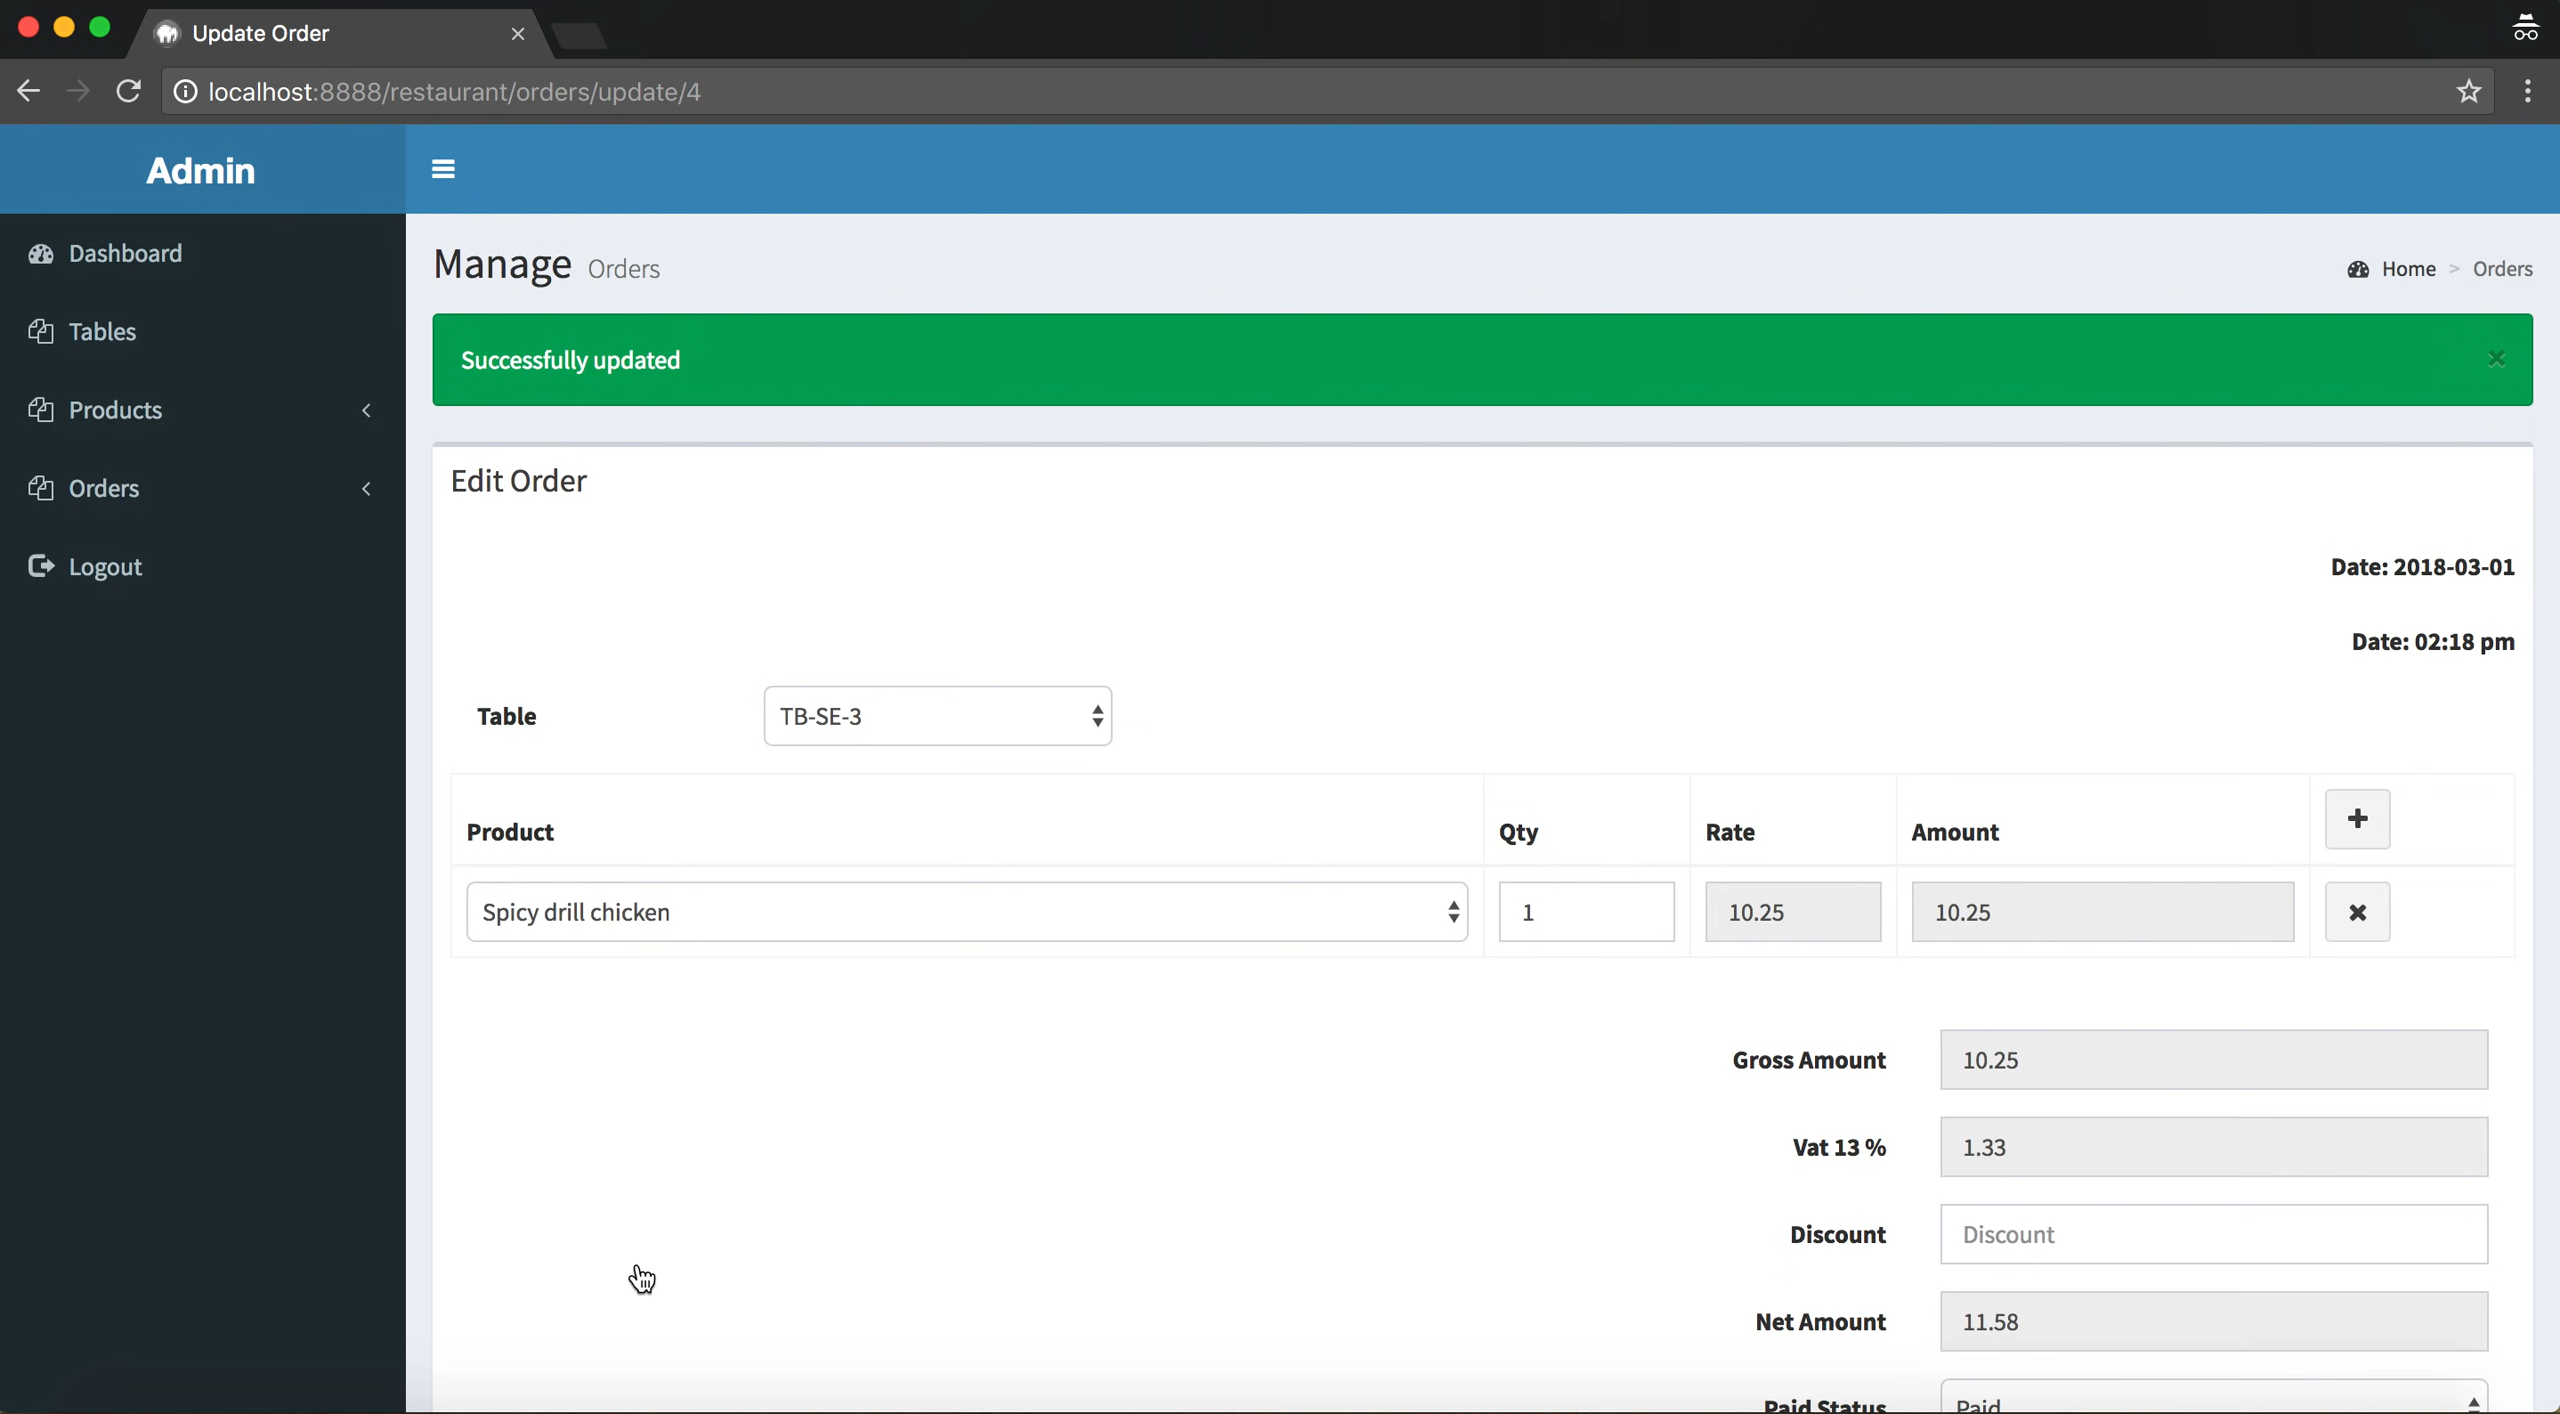 Update Order
localhost:8888/restaurant/orders/update/4
Admin
Dashboard
Tables
Products
Orders
Logout
Manage Orders
Home > Orders
Successfully updated
Edit Order
Date: 2018-03-01
Date: 02:18 pm
Table TB-SE-3
Product Qty Rate Amount
Spicy drill chicken 1 10.25 10.25
Gross Amount 10.25
Vat 13 % 1.33
Discount Discount
Net Amount 11.58
Paid Status Paid